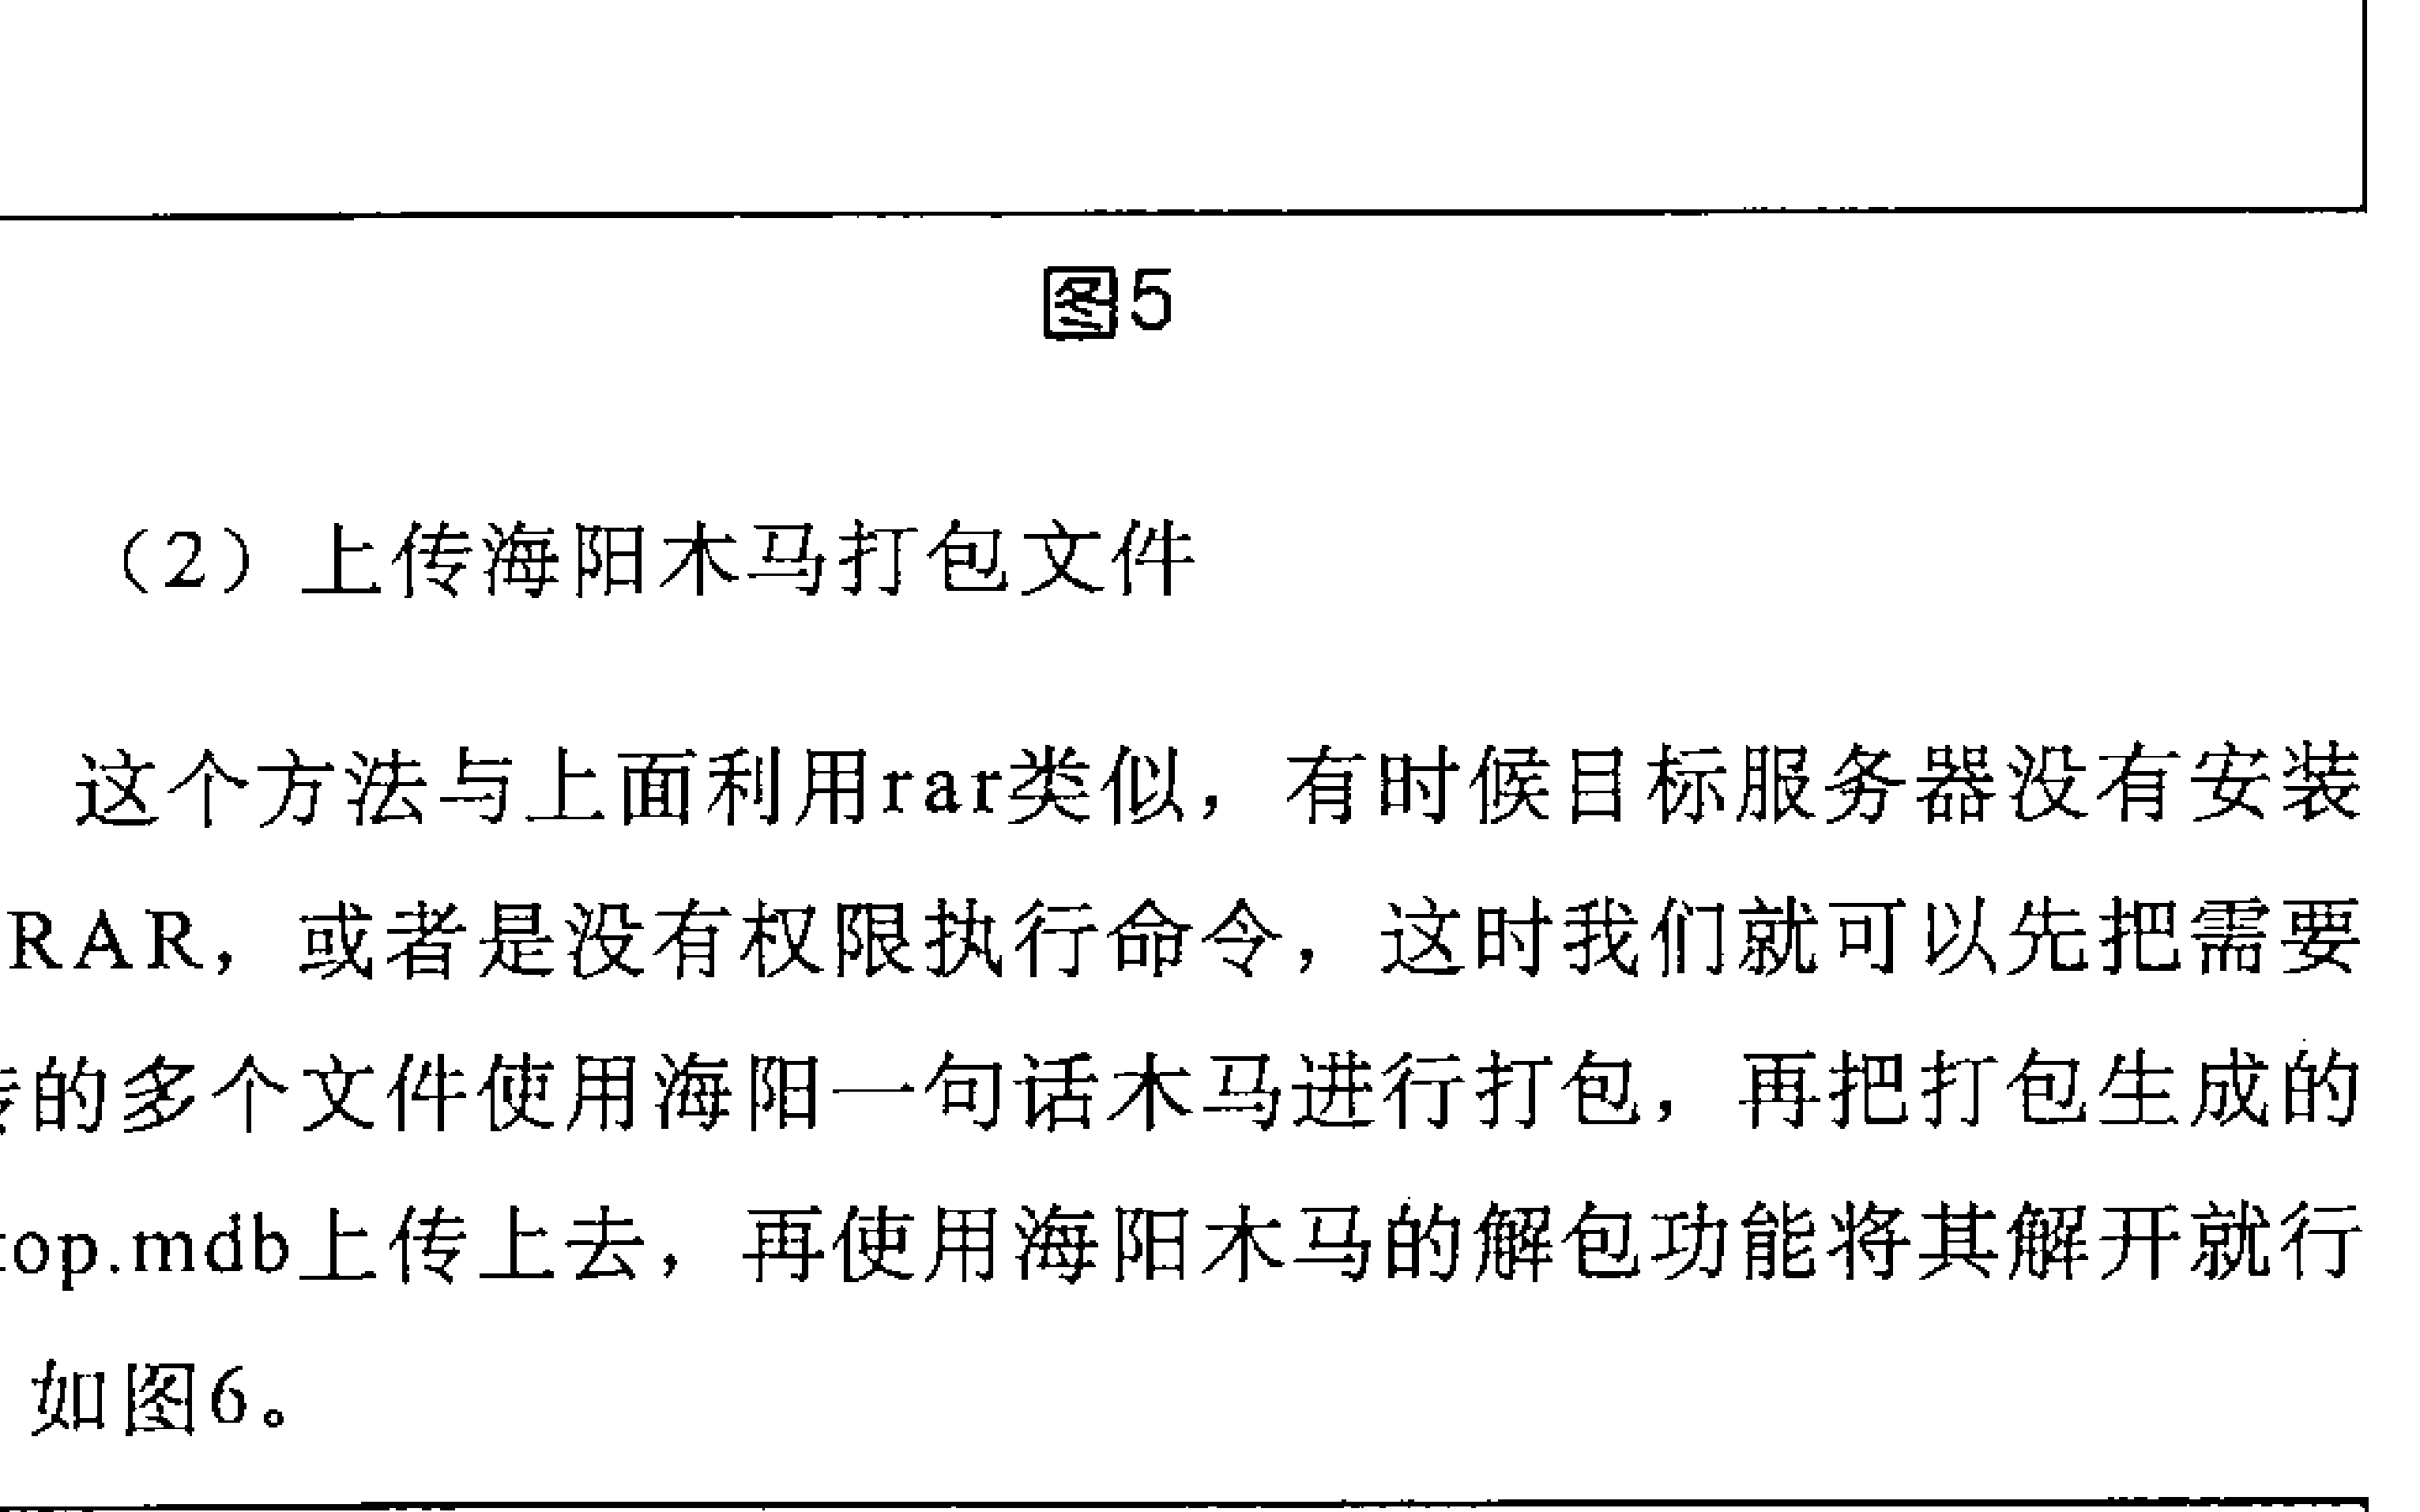 图5
（2）上传海阳木马打包文件
这个方法与上面利用rar类似，有时候目标服务器没有安装
RAR，或者是没有权限执行命令，这时我们就可以先把需要
的多个文件使用海阳一句话木马进行打包，再把打包生成的
top.mdb上传上去，再使用海阳木马的解包功能将其解开就行
如图6。